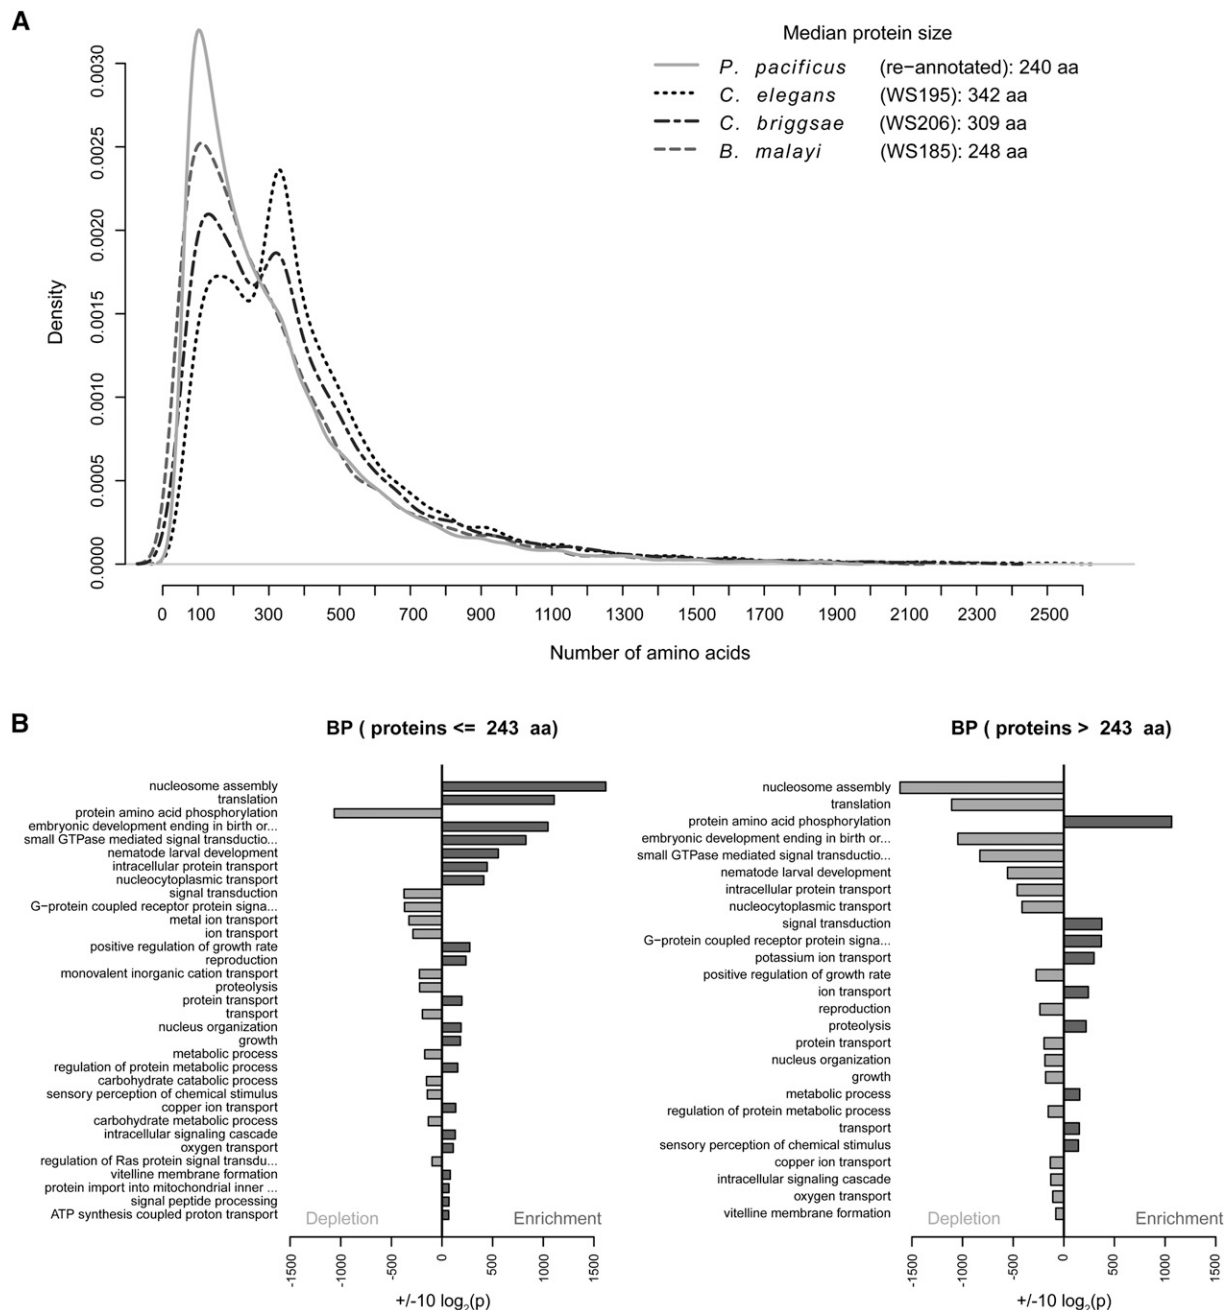 A
Median protein size
P. pacificus (re−annotated): 240 aa
C. elegans (WS195): 342 aa
C. briggsae (WS206): 309 aa
B. malayi (WS185): 248 aa
Density
0.0030
0.0025
0.0020
0.0015
0.0010
0.0005
0.0000
0 100 300 500 700 900 1100 1300 1500 1700 1900 2100 2300 2500
Number of amino acids
B
BP ( proteins <= 243 aa)
nucleosome assembly
translation
protein amino acid phosphorylation
embryonic development ending in birth or...
small GTPase mediated signal transductio...
nematode larval development
intracellular protein transport
nucleocytoplasmic transport
signal transduction
G−protein coupled receptor protein signa...
metal ion transport
ion transport
positive regulation of growth rate
reproduction
monovalent inorganic cation transport
proteolysis
protein transport
transport
nucleus organization
growth
metabolic process
regulation of protein metabolic process
carbohydrate catabolic process
sensory perception of chemical stimulus
copper ion transport
carbohydrate metabolic process
intracellular signaling cascade
oxygen transport
regulation of Ras protein signal transdu...
vitelline membrane formation
protein import into mitochondrial inner ...
signal peptide processing
ATP synthesis coupled proton transport
Depletion Enrichment
-1500 -1000 -500 0 500 1000 1500
+/-10 log2(p)
BP ( proteins > 243 aa)
nucleosome assembly
translation
protein amino acid phosphorylation
embryonic development ending in birth or...
small GTPase mediated signal transductio...
nematode larval development
intracellular protein transport
nucleocytoplasmic transport
signal transduction
G−protein coupled receptor protein signa...
potassium ion transport
positive regulation of growth rate
ion transport
reproduction
proteolysis
protein transport
nucleus organization
growth
metabolic process
regulation of protein metabolic process
transport
sensory perception of chemical stimulus
copper ion transport
intracellular signaling cascade
oxygen transport
vitelline membrane formation
Depletion Enrichment
-1500 -1000 -500 0 500 1000 1500
+/-10 log2(p)